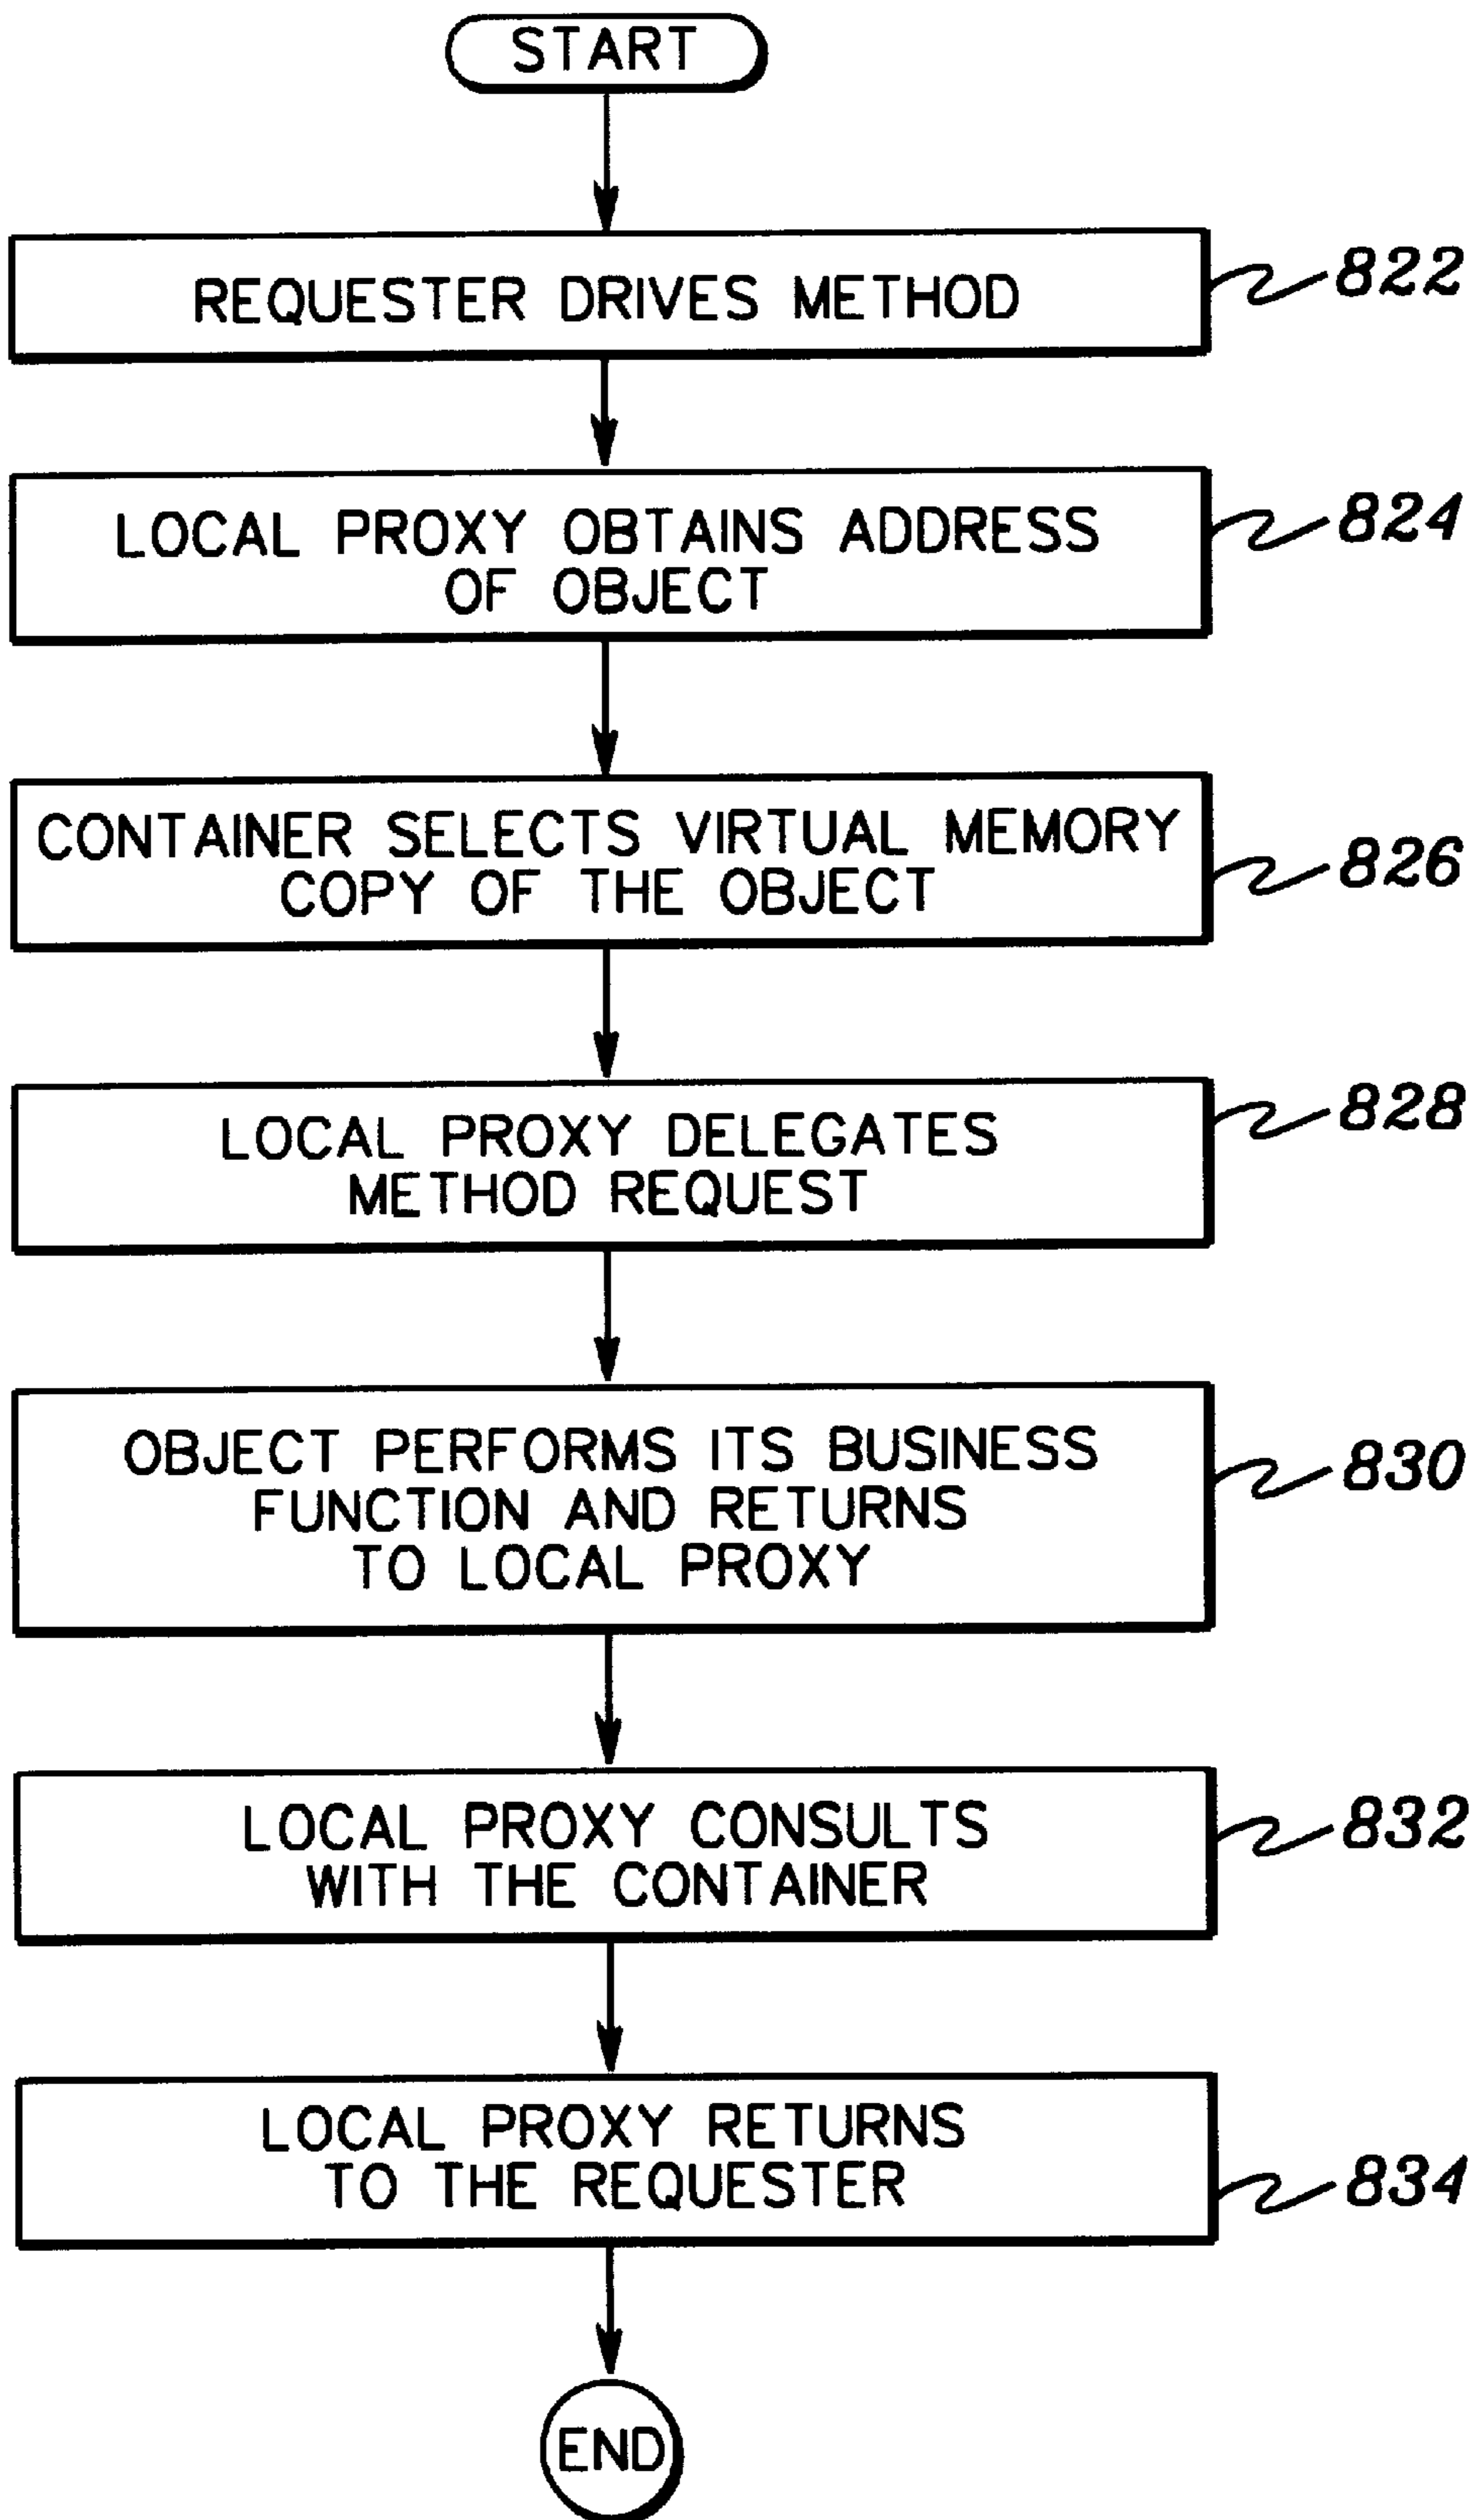 START
REQUESTER DRIVES METHOD
822
LOCAL PROXY OBTAINS ADDRESS
OF OBJECT
824
CONTAINER SELECTS VIRTUAL MEMORY
COPY OF THE OBJECT
826
LOCAL PROXY DELEGATES
METHOD REQUEST
828
OBJECT PERFORMS ITS BUSINESS
FUNCTION AND RETURNS
TO LOCAL PROXY
830
LOCAL PROXY CONSULTS
WITH THE CONTAINER
832
LOCAL PROXY RETURNS
TO THE REQUESTER
834
END